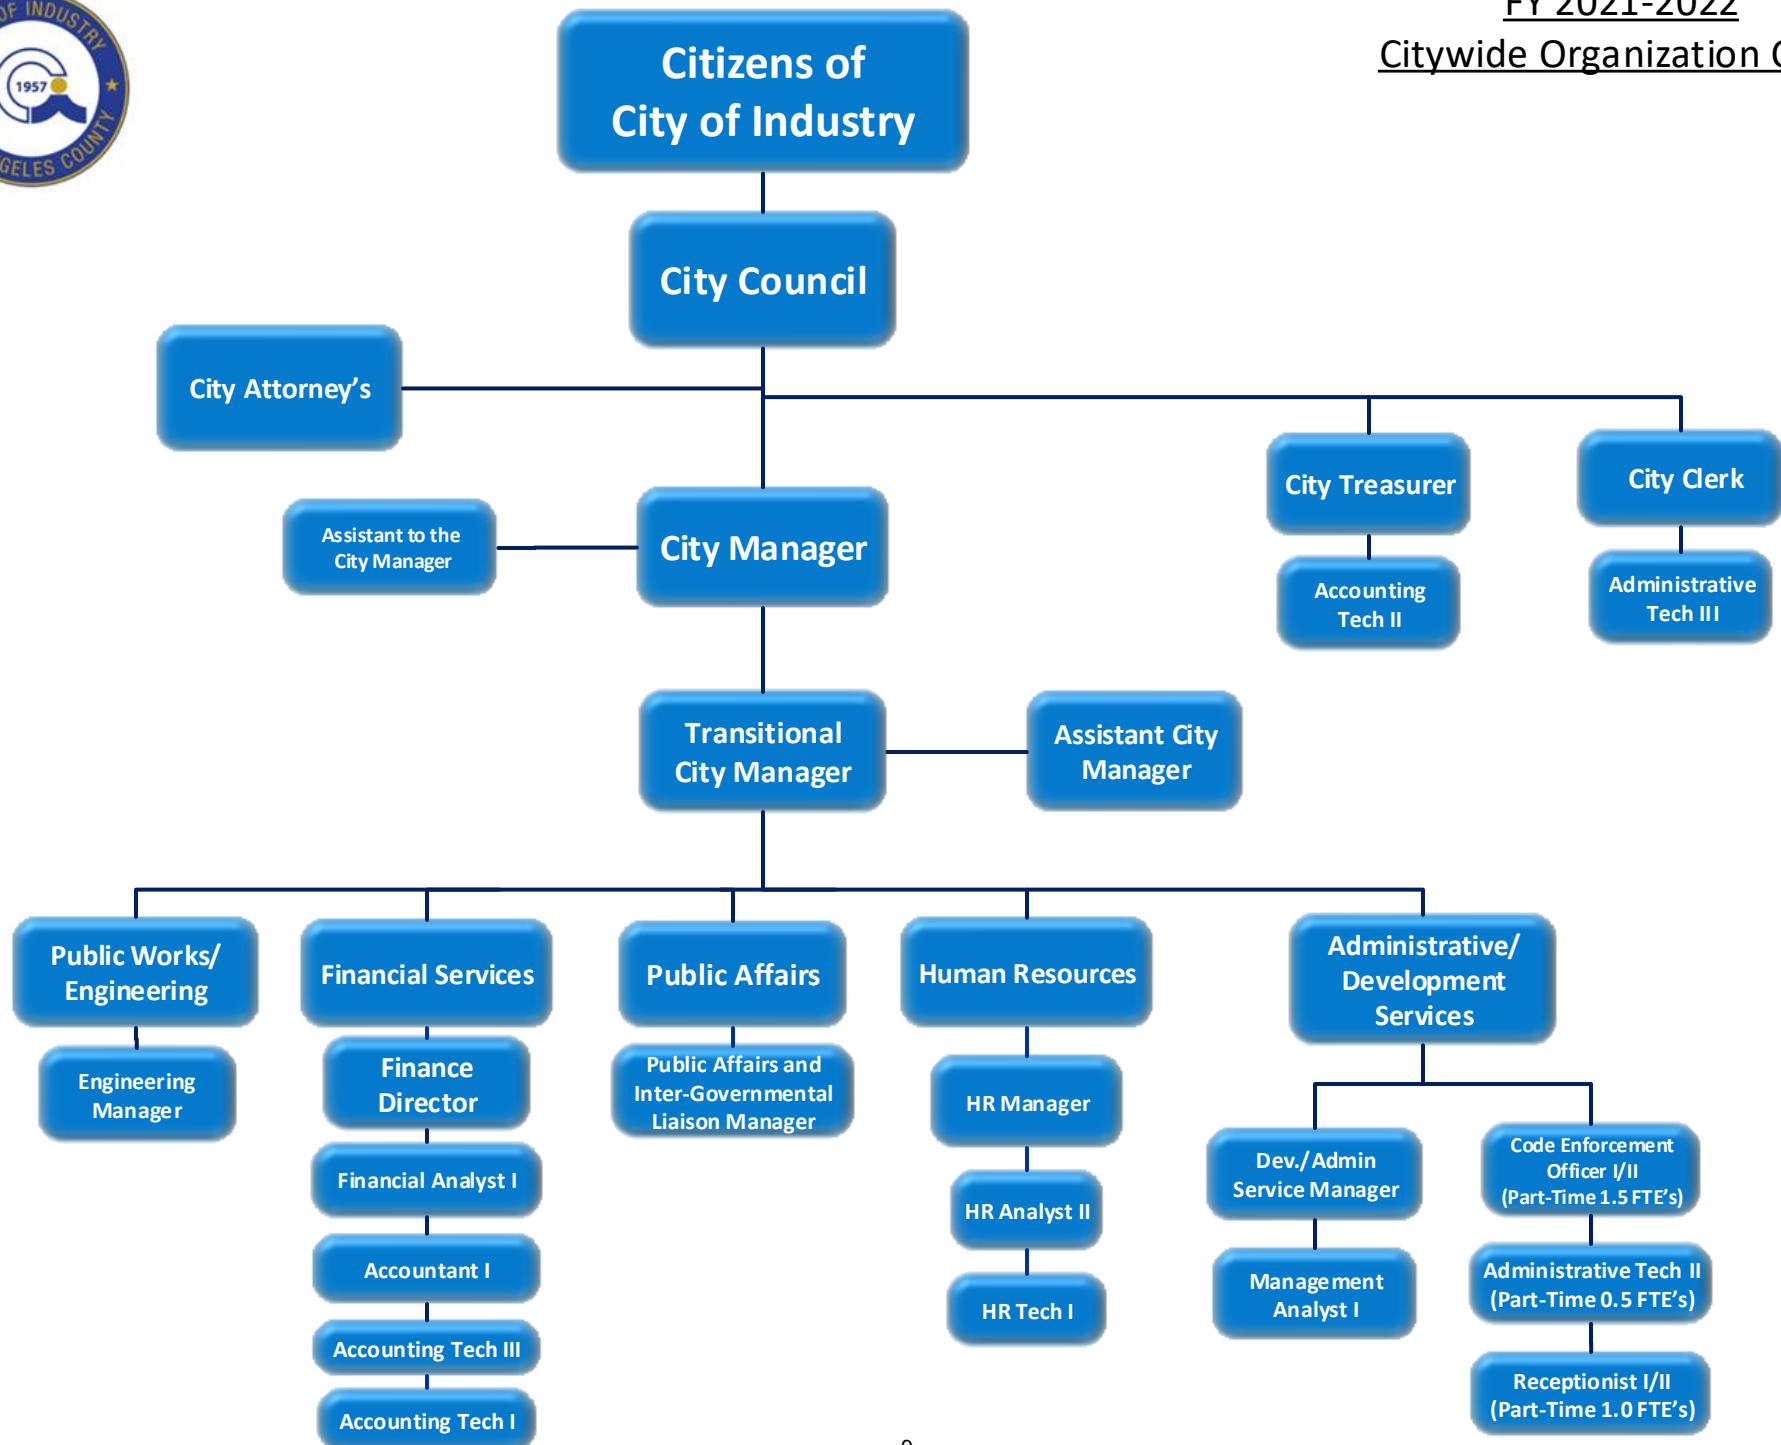 FY 2021-2022
Citywide Organization
OF INDUSTRY
1957
GELES COUNTY
Citizens of
City of Industry
City Council
City Attorney’s
City Treasurer
City Clerk
Assistant to the
City Manager
City Manager
Accounting
Tech II
Administrative
Tech III
Transitional
City Manager
Assistant City
Manager
Public Works/
Engineering
Financial Services
Public Affairs
Human Resources
Administrative/
Development
Services
Engineering
Manager
Finance
Director
Public Affairs and
Inter-Governmental
Liaison Manager
HR Manager
Dev./Admin
Service Manager
Code Enforcement
Officer I/II
(Part-Time 1.5 FTE’s)
Financial Analyst I
HR Analyst II
Accountant I
Management
Analyst I
Administrative Tech II
(Part-Time 0.5 FTE’s)
HR Tech I
Accounting Tech III
Receptionist I/II
(Part-Time 1.0 FTE’s)
Accounting Tech I